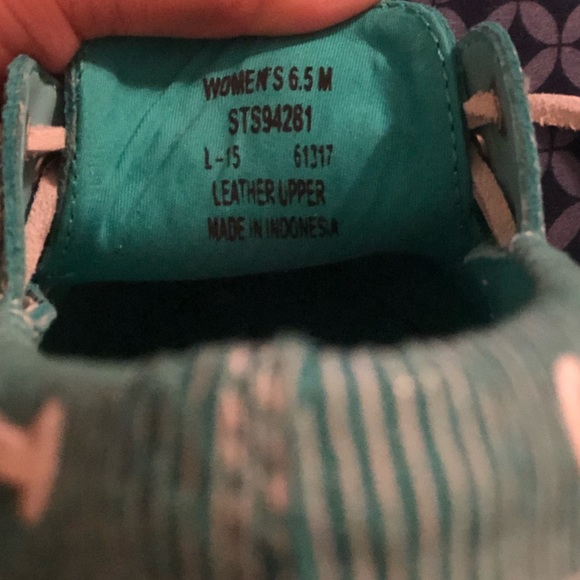 WOMEN'S 6.5 M
STS94281
L-15 61317
LEATHER UPPER
MADE IN INDONESIA